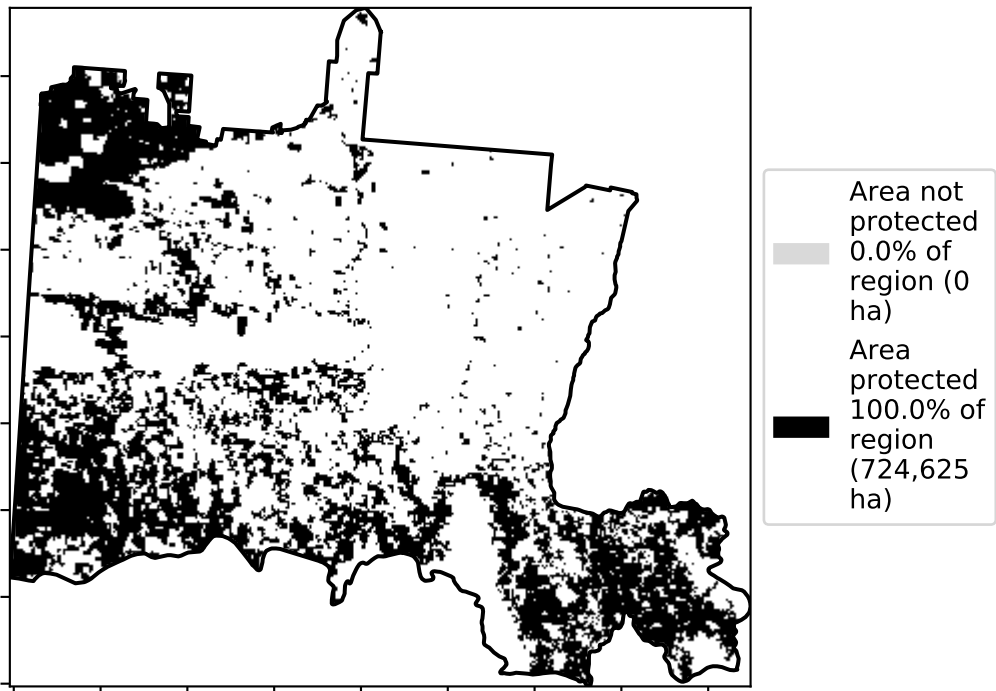 Area not
protected
0.0% of
region (0
ha)
Area
protected
100.0% of
region
(724,625
ha)